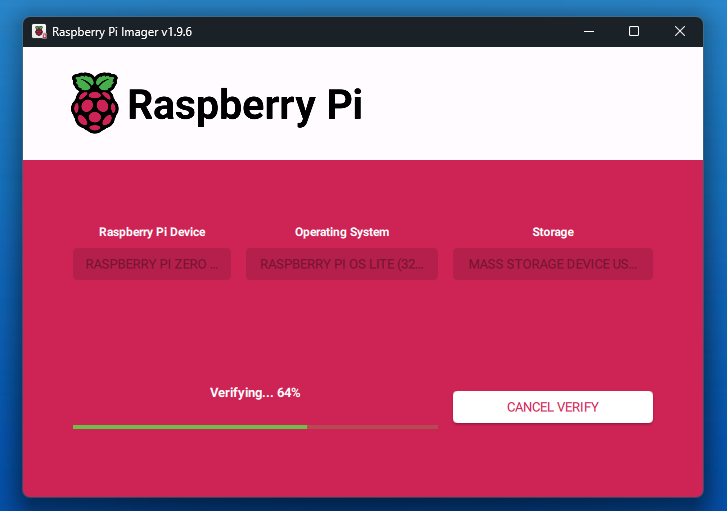 Raspberry Pi Imager v1.9.6
Raspberry Pi
Raspberry Pi Device
Operating System
Storage
RASPBERRY PI ZERO ...
RASPBERRY PI OS LITE (32...
MASS STORAGE DEVICE US...
Verifying... 64%
CANCEL VERIFY